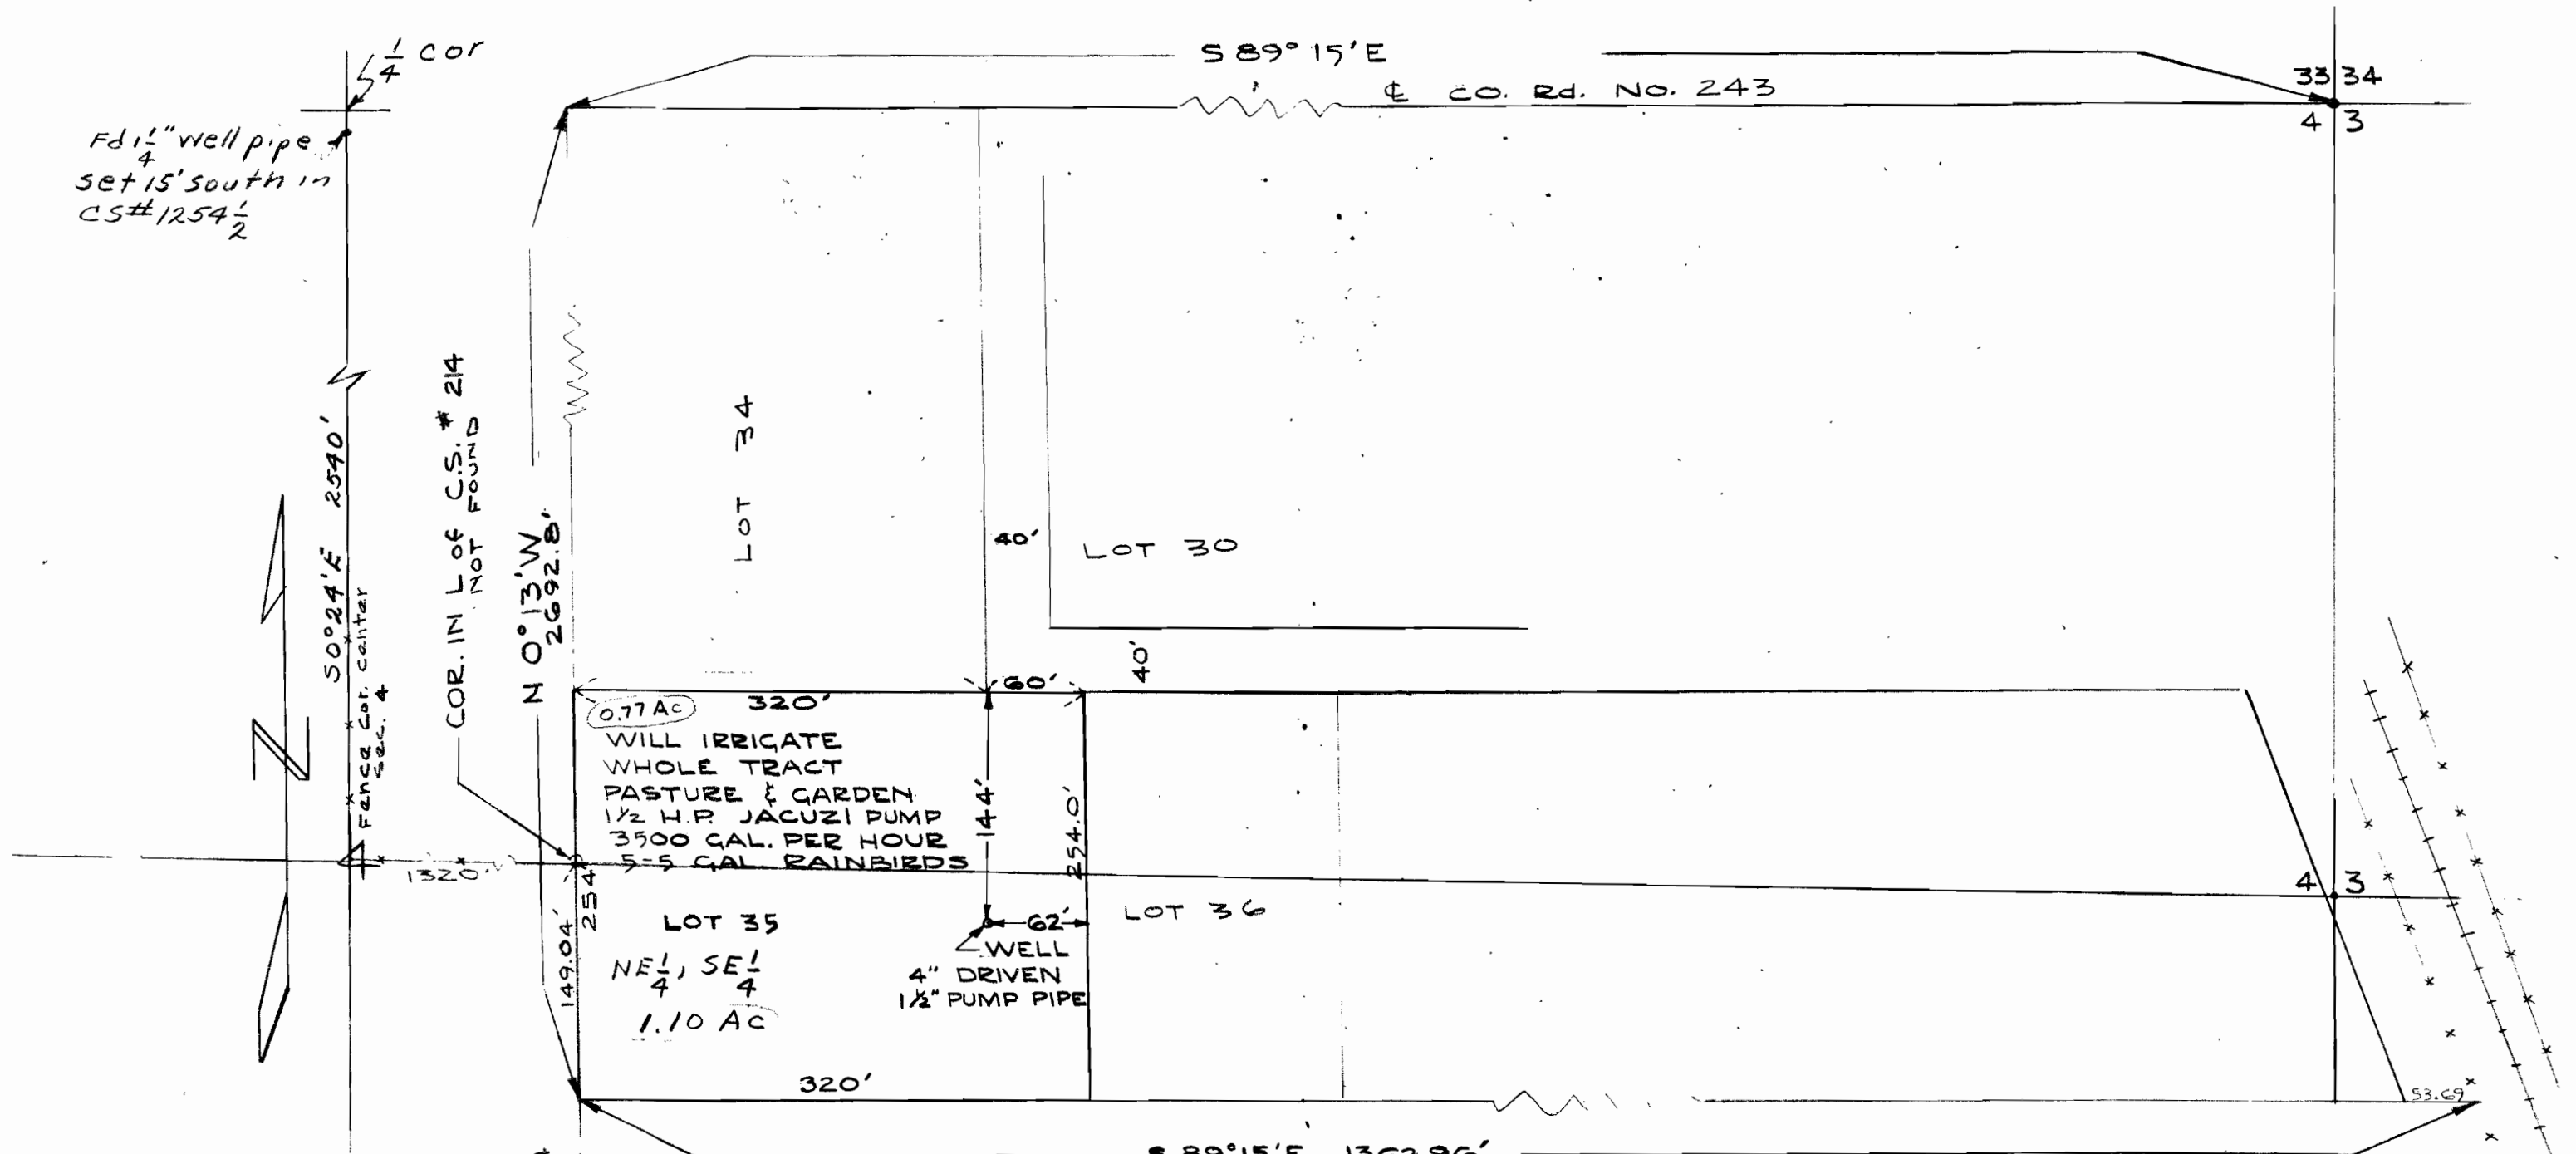 1/4 cor
S 89° 15' E
℄ CO. Rd. No. 243
33 34
4 3
Fd 1 1/4" well pipe
set 15' south in
CS# 1254 1/2
S 0° 24' E 2540'
Fence Cor. center
Sec. 4
COR. IN L of C.S. # 214
NOT FOUND
N 0° 13' W
2692.8'
LOT 34
40'
LOT 30
40'
60'
320'
0.77 Ac
WILL IRRIGATE
WHOLE TRACT
PASTURE & GARDEN
1 1/2 H.P. JACUZI PUMP
3500 GAL. PER HOUR
5-5 GAL RAINBIRDS
144'
254.0'
1320
254
149.04'
LOT 35
NE 1/4, SE 1/4
1.10 Ac
62'
WELL
4" DRIVEN
1 1/2" PUMP PIPE
LOT 36
4 3
320'
53.69
S 89° 15' E 1362.96'
N